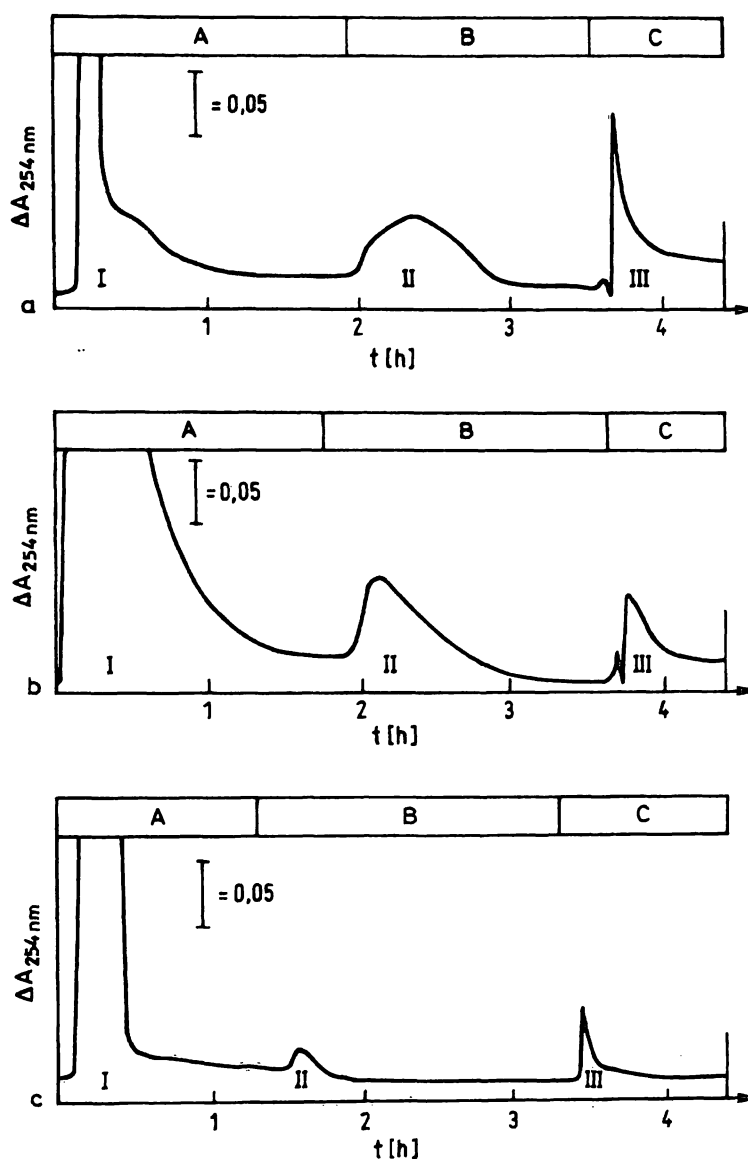 A B C
= 0,05
ΔA254 nm
I II III
a
1 2 3 4
t [h]
A B C
= 0,05
ΔA254 nm
I II III
b
1 2 3 4
t [h]
A B C
= 0,05
ΔA254 nm
I II III
c
1 2 3 4
t [h]